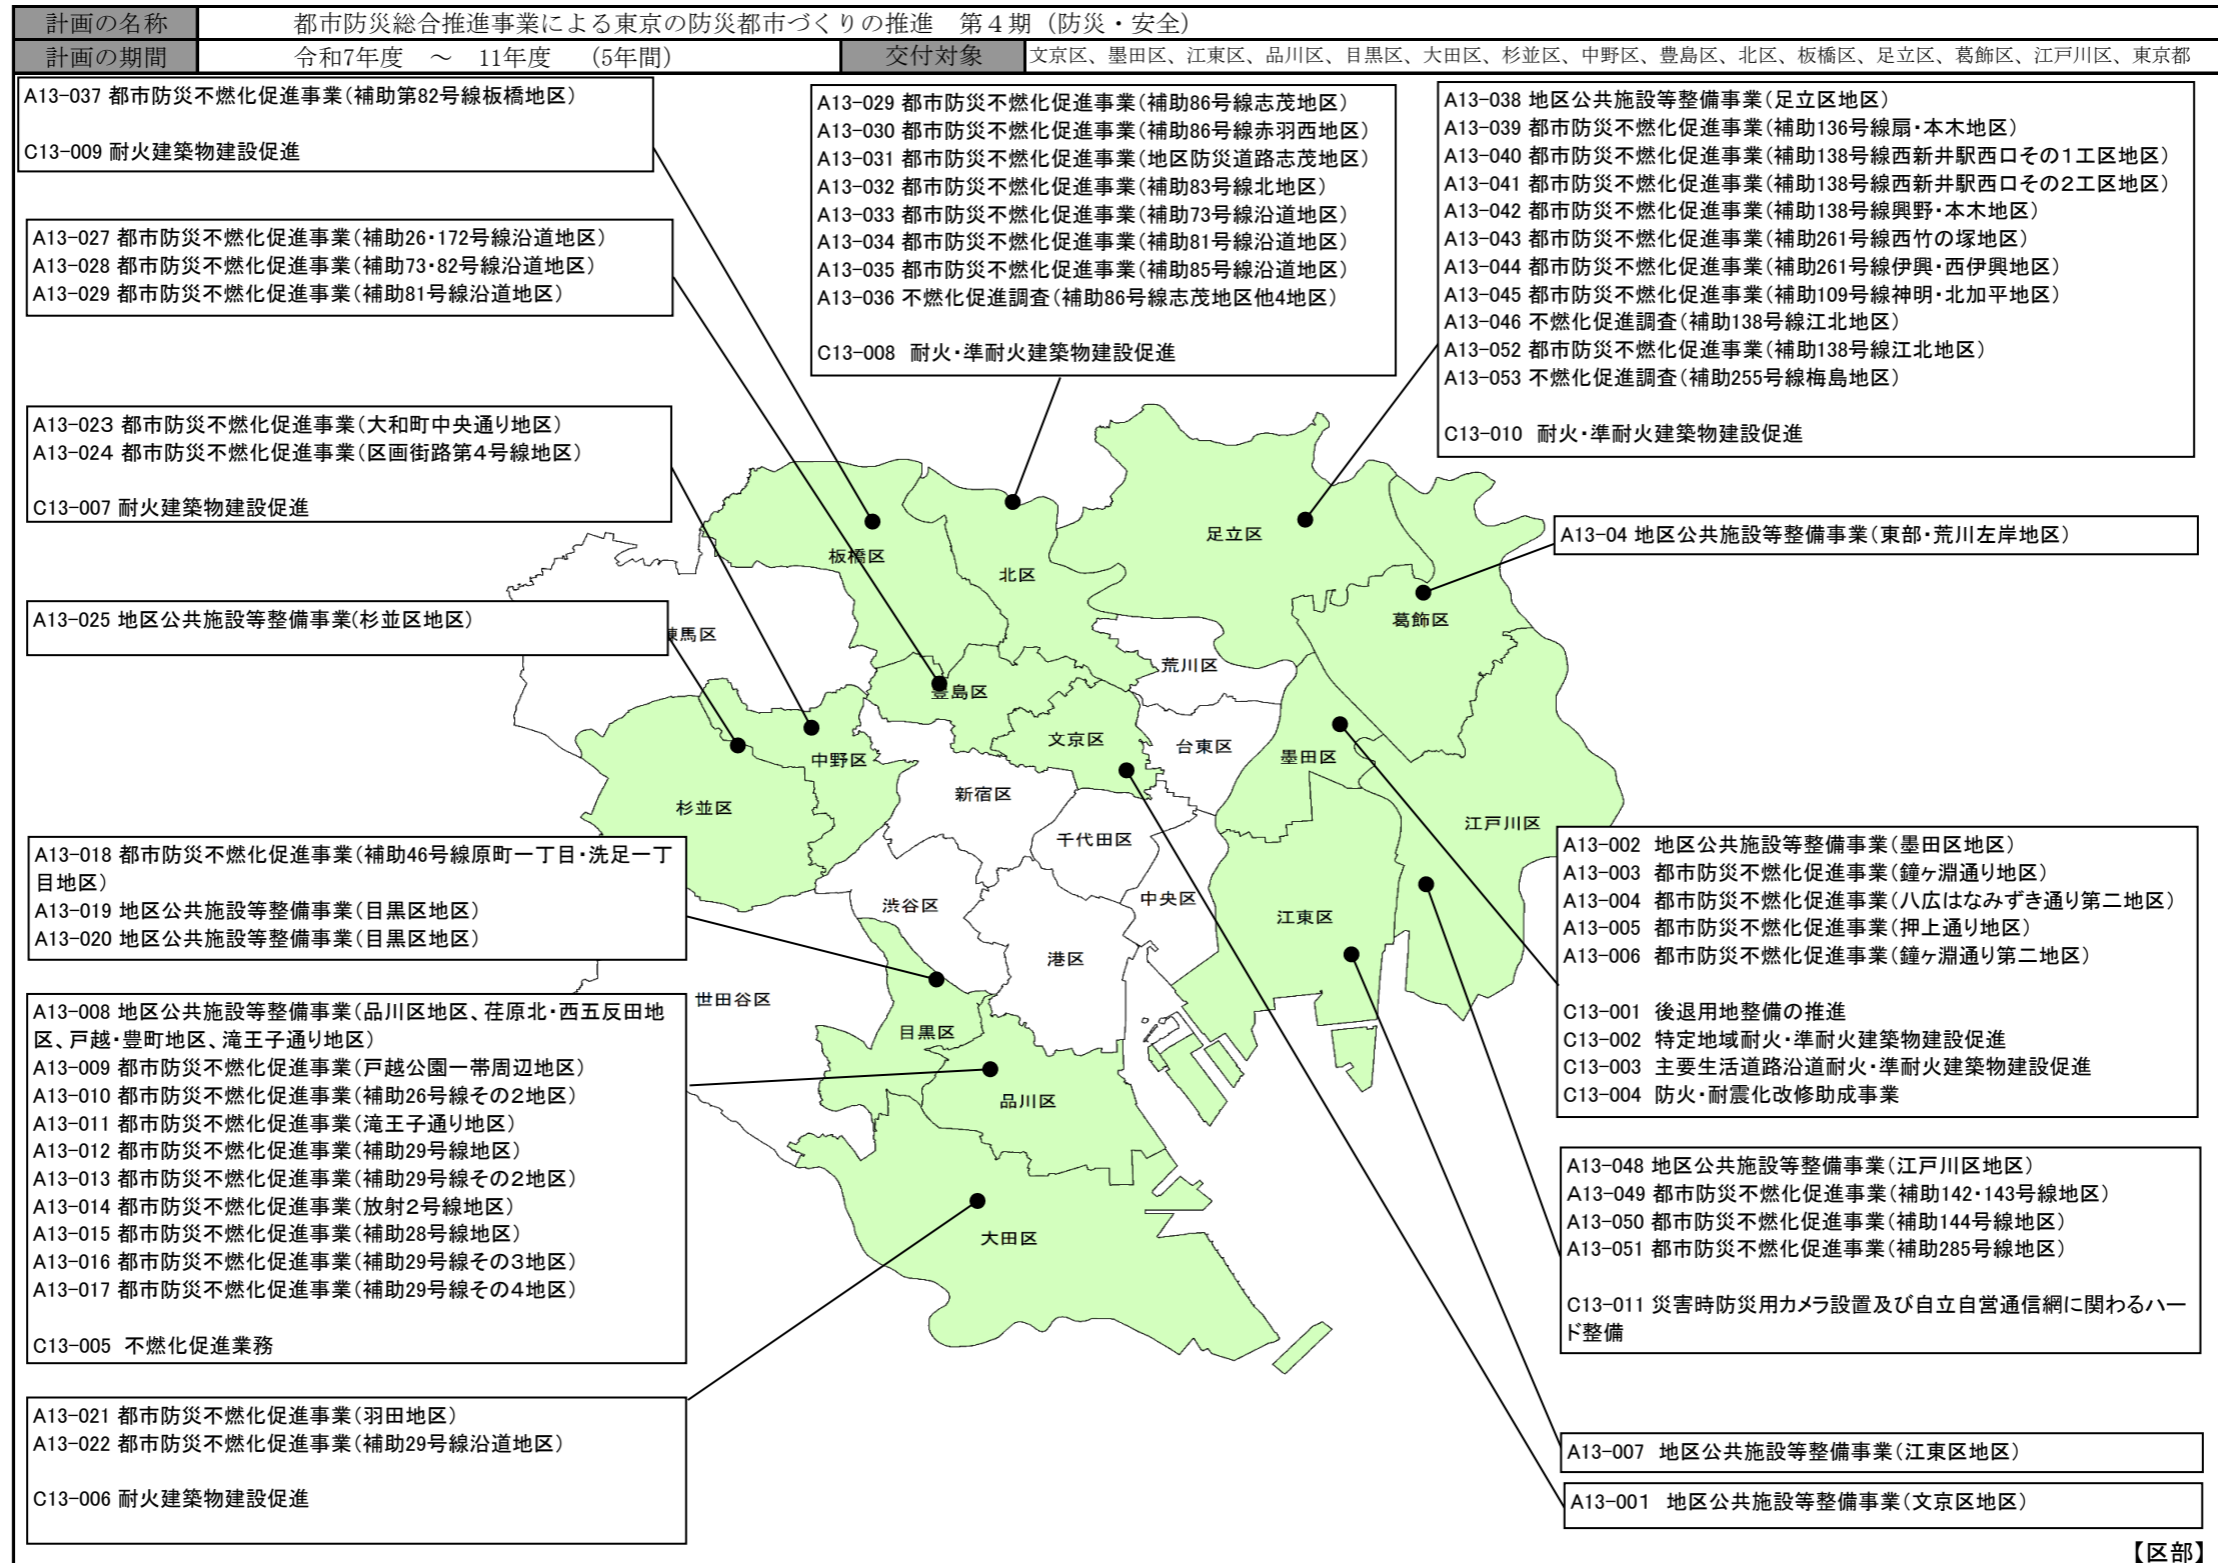 計画の名称
都市防災総合推進事業による東京の防災都市づくりの推進　第４期（防災・安全）
計画の期間
令和7年度　～　11年度　（5年間）
交付対象
文京区、墨田区、江東区、品川区、目黒区、大田区、杉並区、中野区、豊島区、北区、板橋区、足立区、葛飾区、江戸川区、東京都
A13-037 都市防災不燃化促進事業（補助第82号線板橋地区）
C13-009 耐火建築物建設促進
A13-027 都市防災不燃化促進事業（補助26・172号線沿道地区）
A13-028 都市防災不燃化促進事業（補助73・82号線沿道地区）
A13-029 都市防災不燃化促進事業（補助81号線沿道地区）
A13-023 都市防災不燃化促進事業（大和町中央通り地区）
A13-024 都市防災不燃化促進事業（区画街路第４号線地区）
C13-007 耐火建築物建設促進
A13-025 地区公共施設等整備事業(杉並区地区）
A13-018 都市防災不燃化促進事業（補助46号線原町一丁目・洗足一丁
目地区）
A13-019 地区公共施設等整備事業（目黒区地区）
A13-020 地区公共施設等整備事業（目黒区地区）
A13-008 地区公共施設等整備事業（品川区地区、荏原北・西五反田地
区、戸越・豊町地区、滝王子通り地区）
A13-009 都市防災不燃化促進事業（戸越公園一帯周辺地区）
A13-010 都市防災不燃化促進事業（補助26号線その２地区）
A13-011 都市防災不燃化促進事業（滝王子通り地区）
A13-012 都市防災不燃化促進事業（補助29号線地区）
A13-013 都市防災不燃化促進事業（補助29号線その２地区）
A13-014 都市防災不燃化促進事業（放射２号線地区）
A13-015 都市防災不燃化促進事業（補助28号線地区）
A13-016 都市防災不燃化促進事業（補助29号線その３地区）
A13-017 都市防災不燃化促進事業（補助29号線その４地区）
C13-005 不燃化促進業務
A13-021 都市防災不燃化促進事業（羽田地区）
A13-022 都市防災不燃化促進事業（補助29号線沿道地区）
C13-006 耐火建築物建設促進
A13-029 都市防災不燃化促進事業（補助86号線志茂地区）
A13-030 都市防災不燃化促進事業（補助86号線赤羽西地区）
A13-031 都市防災不燃化促進事業（地区防災道路志茂地区）
A13-032 都市防災不燃化促進事業（補助83号線北地区）
A13-033 都市防災不燃化促進事業（補助73号線沿道地区）
A13-034 都市防災不燃化促進事業（補助81号線沿道地区）
A13-035 都市防災不燃化促進事業（補助85号線沿道地区）
A13-036 不燃化促進調査（補助86号線志茂地区他4地区）
C13-008 耐火・準耐火建築物建設促進
A13-038 地区公共施設等整備事業（足立区地区）
A13-039 都市防災不燃化促進事業（補助136号線扇・本木地区）
A13-040 都市防災不燃化促進事業（補助138号線西新井駅西口その１工区地区）
A13-041 都市防災不燃化促進事業（補助138号線西新井駅西口その２工区地区）
A13-042 都市防災不燃化促進事業（補助138号線興野・本木地区）
A13-043 都市防災不燃化促進事業（補助261号線西竹の塚地区）
A13-044 都市防災不燃化促進事業（補助261号線伊興・西伊興地区）
A13-045 都市防災不燃化促進事業（補助109号線神明・北加平地区）
A13-046 不燃化促進調査（補助138号線江北地区）
A13-052 都市防災不燃化促進事業（補助138号線江北地区）
A13-053 不燃化促進調査（補助255号線梅島地区）
C13-010 耐火・準耐火建築物建設促進
A13-04 地区公共施設等整備事業（東部・荒川左岸地区）
A13-002 地区公共施設等整備事業（墨田区地区）
A13-003 都市防災不燃化促進事業（鐘ヶ淵通り地区）
A13-004 都市防災不燃化促進事業（八広はなみずき通り第二地区）
A13-005 都市防災不燃化促進事業（押上通り地区）
A13-006 都市防災不燃化促進事業（鐘ヶ淵通り第二地区）
C13-001 後退用地整備の推進
C13-002 特定地域耐火・準耐火建築物建設促進
C13-003 主要生活道路沿道耐火・準耐火建築物建設促進
C13-004 防火・耐震化改修助成事業
A13-048 地区公共施設等整備事業（江戸川区地区）
A13-049 都市防災不燃化促進事業（補助142・143号線地区）
A13-050 都市防災不燃化促進事業（補助144号線地区）
A13-051 都市防災不燃化促進事業（補助285号線地区）
C13-011 災害時防災用カメラ設置及び自立自営通信網に関わるハー
ド整備
A13-007 地区公共施設等整備事業（江東区地区）
A13-001 地区公共施設等整備事業（文京区地区）
足立区
板橋区
北区
葛飾区
馬区
荒川区
豊島区
文京区
台東区
墨田区
中野区
新宿区
杉並区
千代田区
江戸川区
渋谷区
中央区
江東区
港区
世田谷区
目黒区
品川区
大田区
【区部】